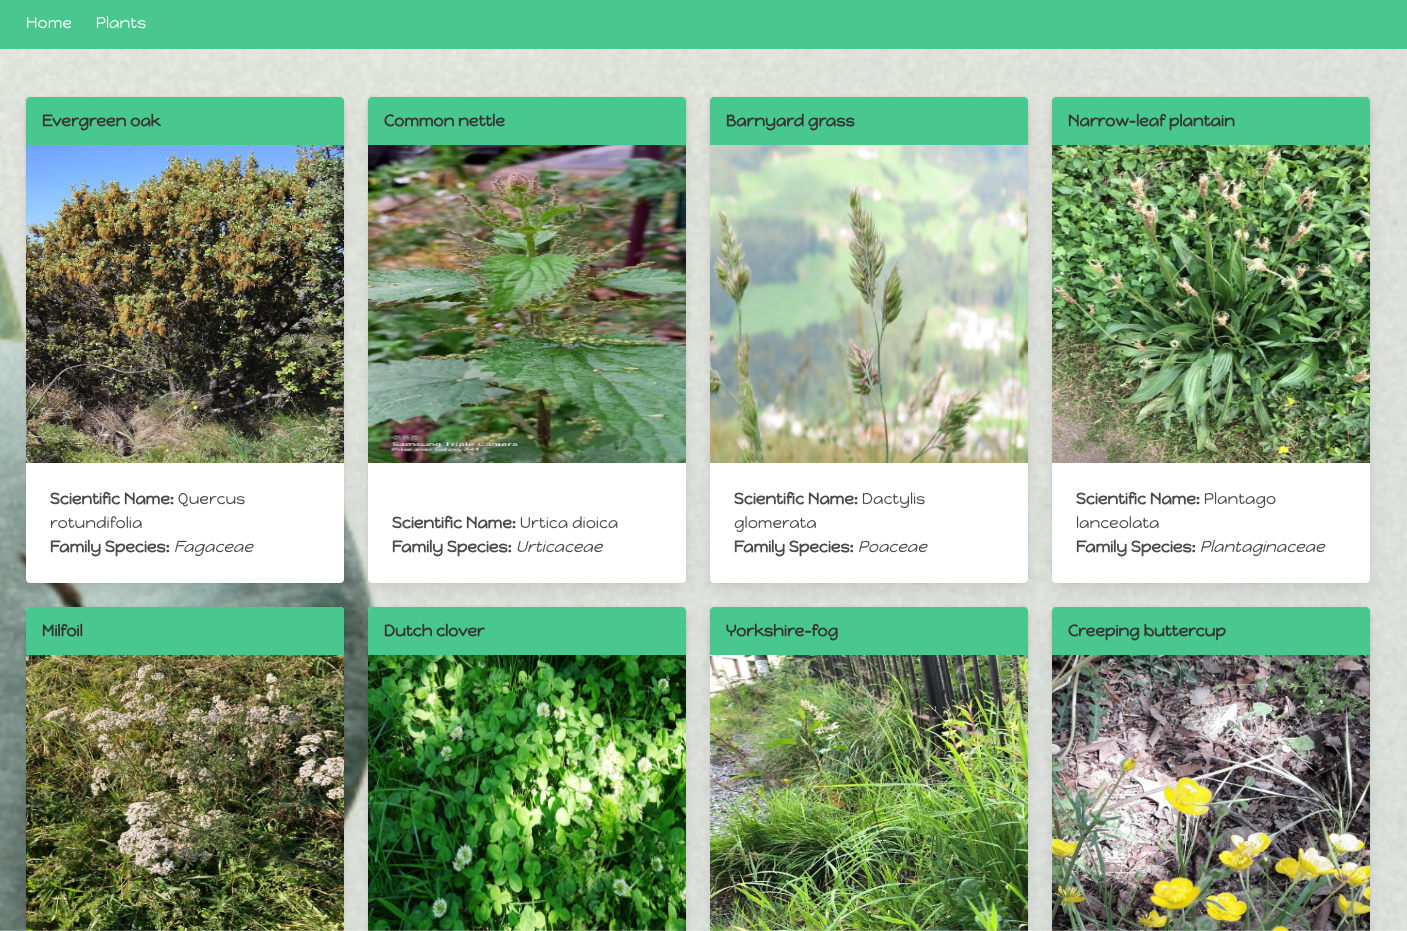 Home Plants
Evergreen oak
Common nettle
Barnyard grass
Narrow-leaf plantain
Samsung Triple Camera
Scientific Name: Quercus
rotundifolia
Family Species: Fagaceae
Scientific Name: Urtica dioica
Family Species: Urticaceae
Scientific Name: Dactylis
glomerata
Family Species: Poaceae
Scientific Name: Plantago
lanceolata
Family Species: Plantaginaceae
Milfoil
Dutch clover
Yorkshire-fog
Creeping buttercup